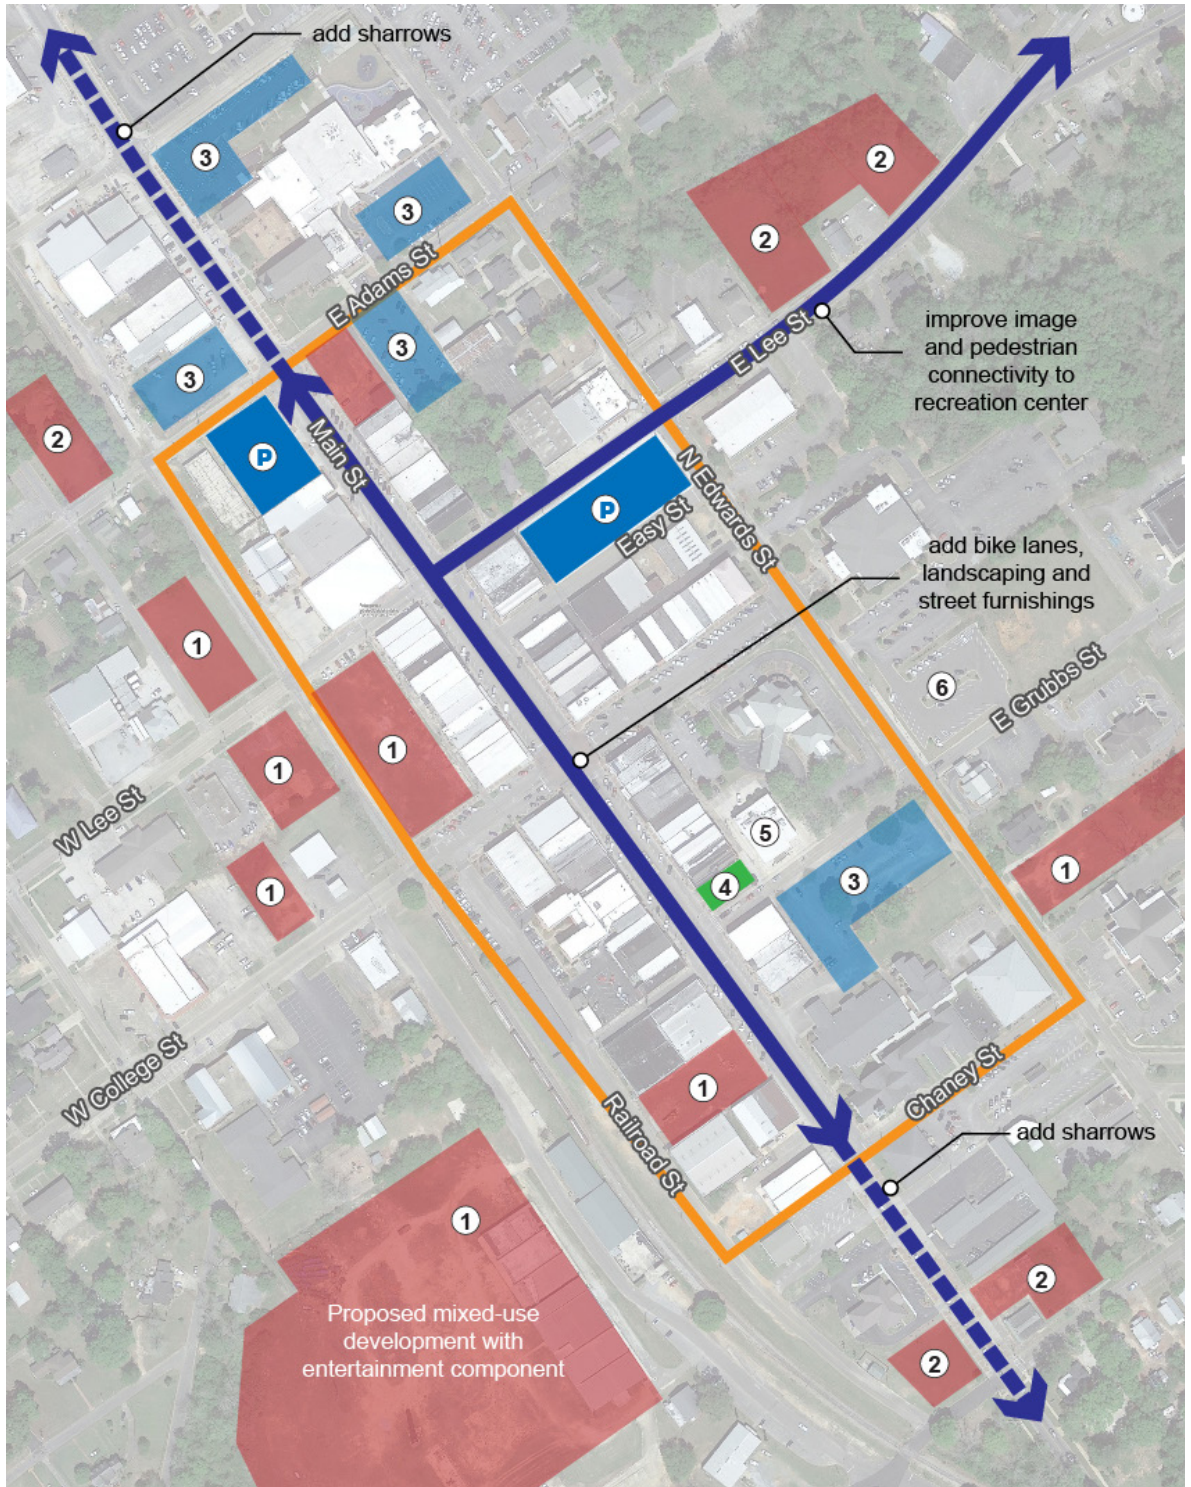 add sharrows
3
2
3
2
E Adams St
3
E Lee St
improve image
and pedestrian
connectivity to
recreation center
3
2
P
Main St
P
Easy St
N Edwards St
add bike lanes,
landscaping and
street furnishings
1
6
E Grubbs St
1
1
W Lee St
5
4
3
1
1
W College St
1
Railroad St
Chaney St
add sharrows
1
2
Proposed mixed-use
development with
entertainment component
2